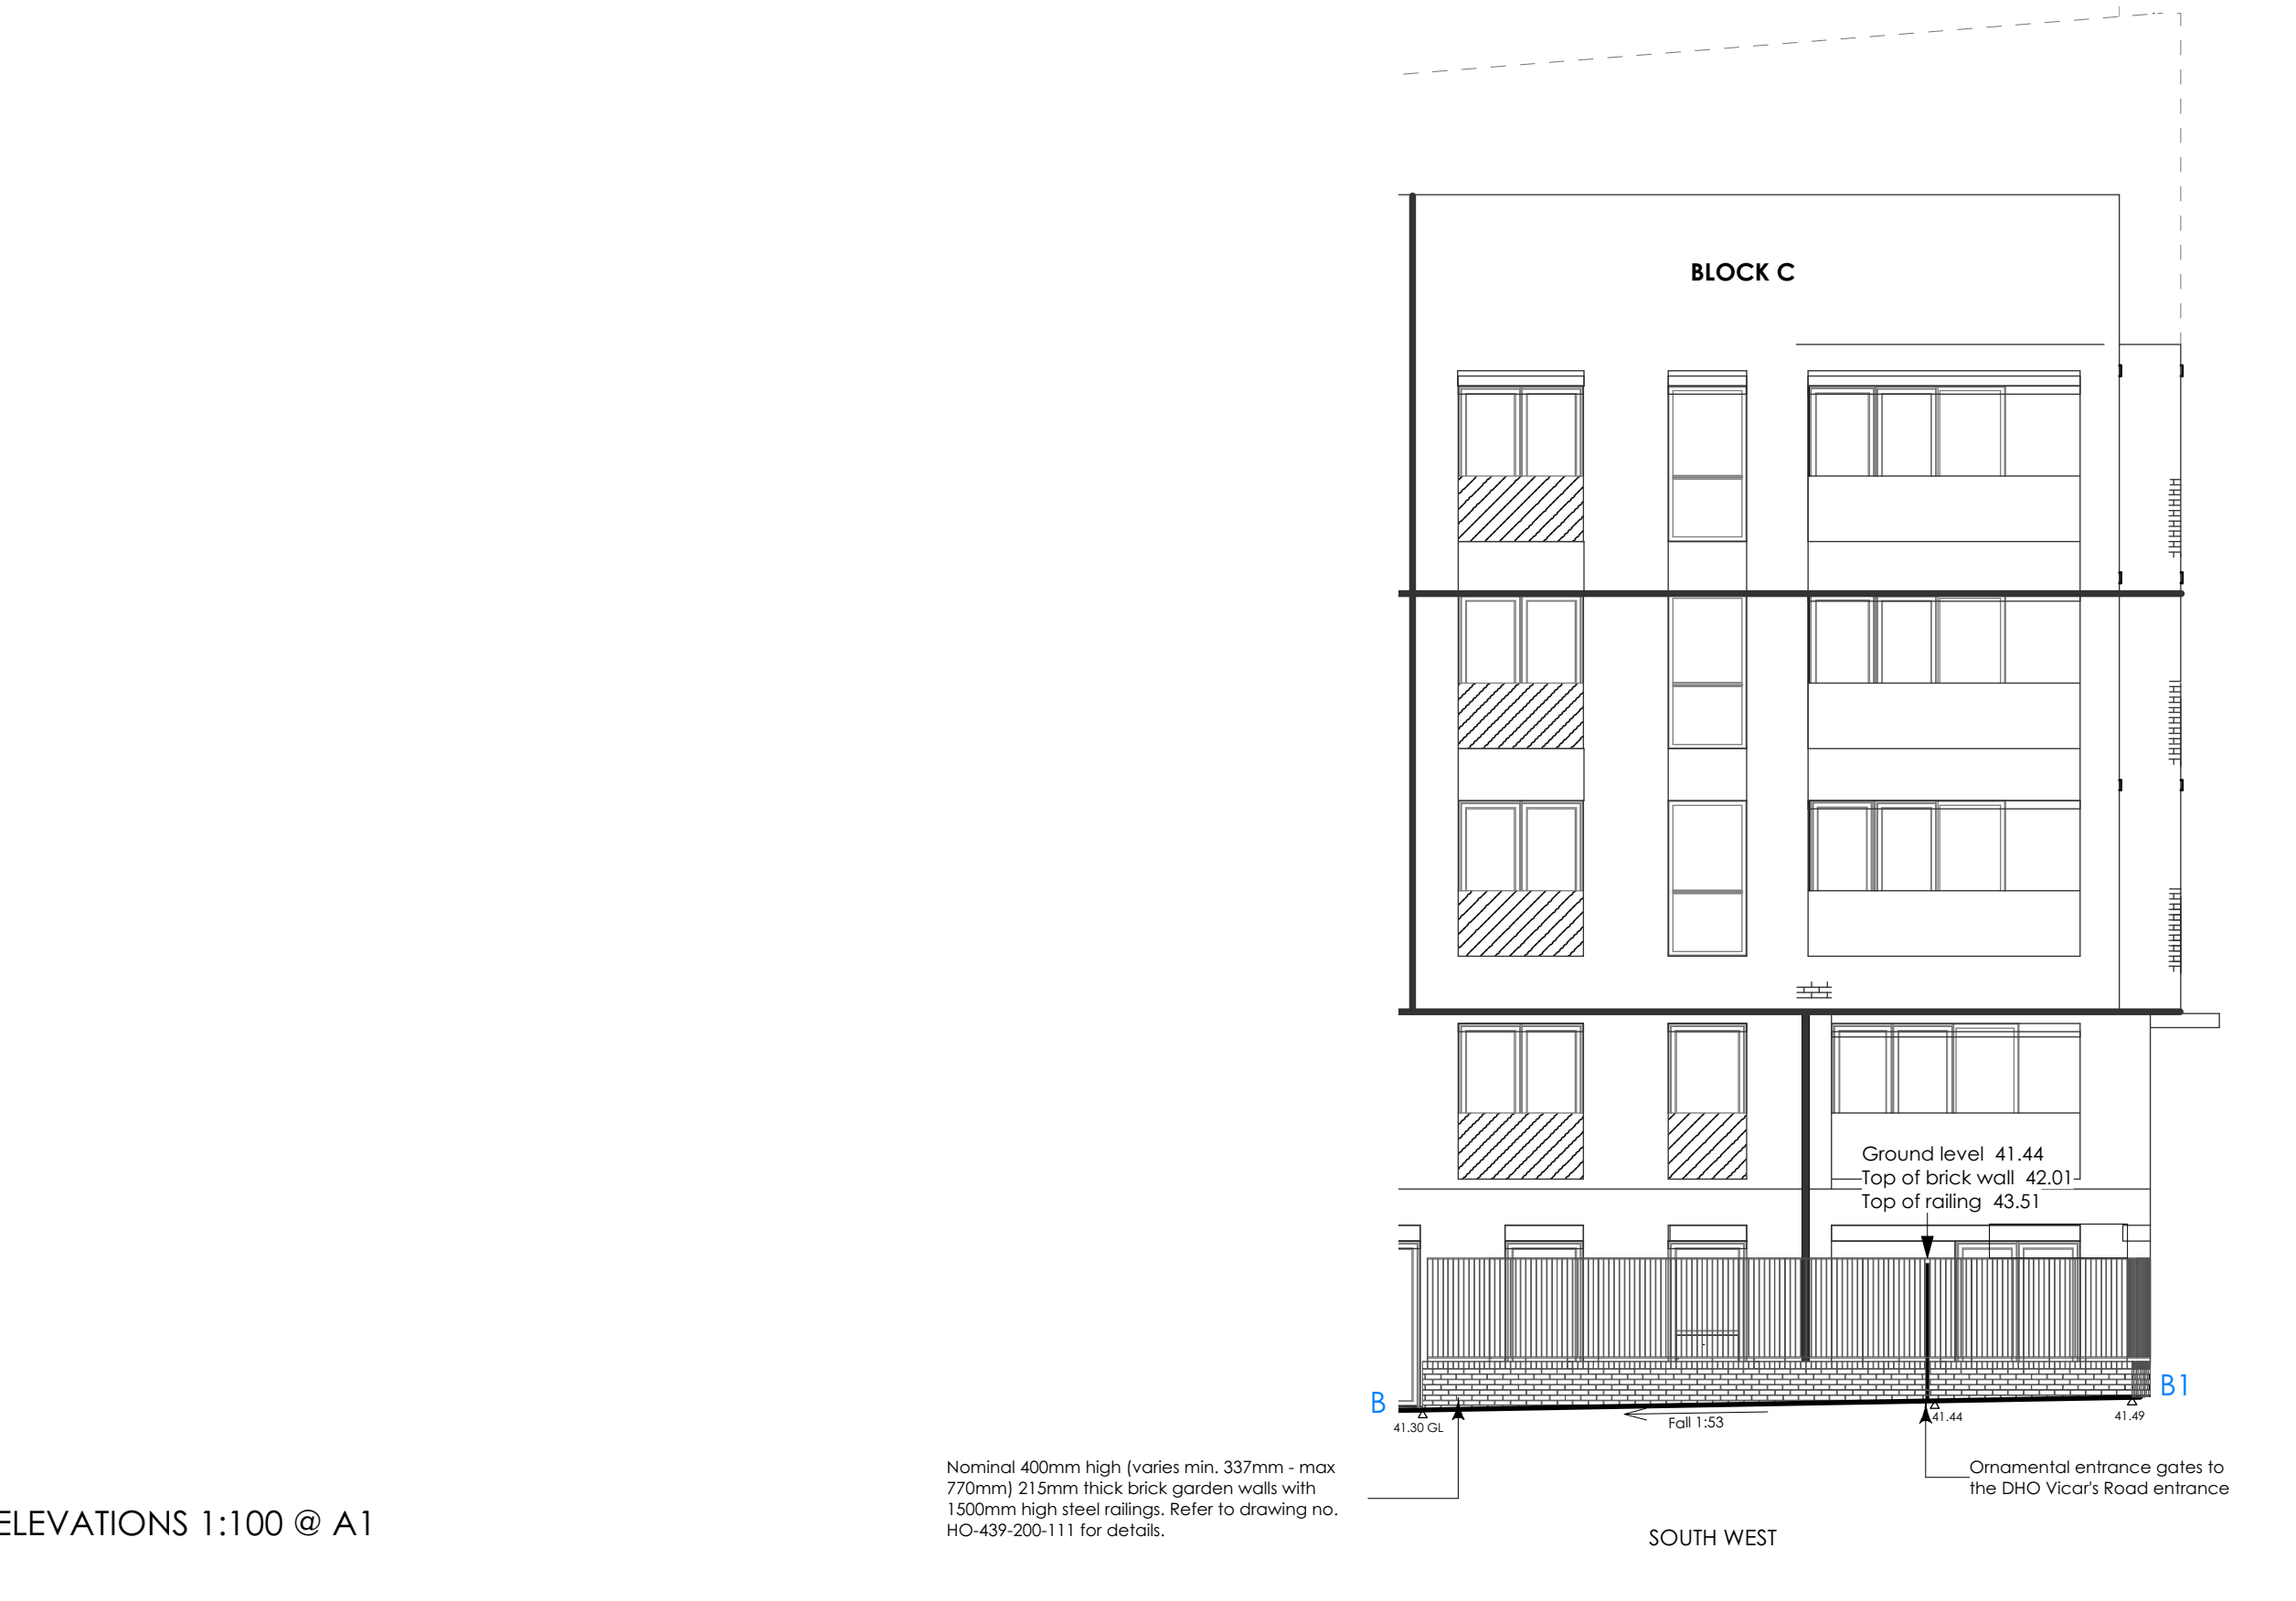 BLOCK C
Ground level 41.44
Top of brick wall 42.01
Top of railing 43.51
B
B1
41.30 GL
Fall 1:53
41.44
41.49
Nominal 400mm high (varies min. 337mm - max
770mm) 215mm thick brick garden walls with
1500mm high steel railings. Refer to drawing no.
HO-439-200-111 for details.
Ornamental entrance gates to
the DHO Vicar's Road entrance
ELEVATIONS 1:100 @ A1
SOUTH WEST